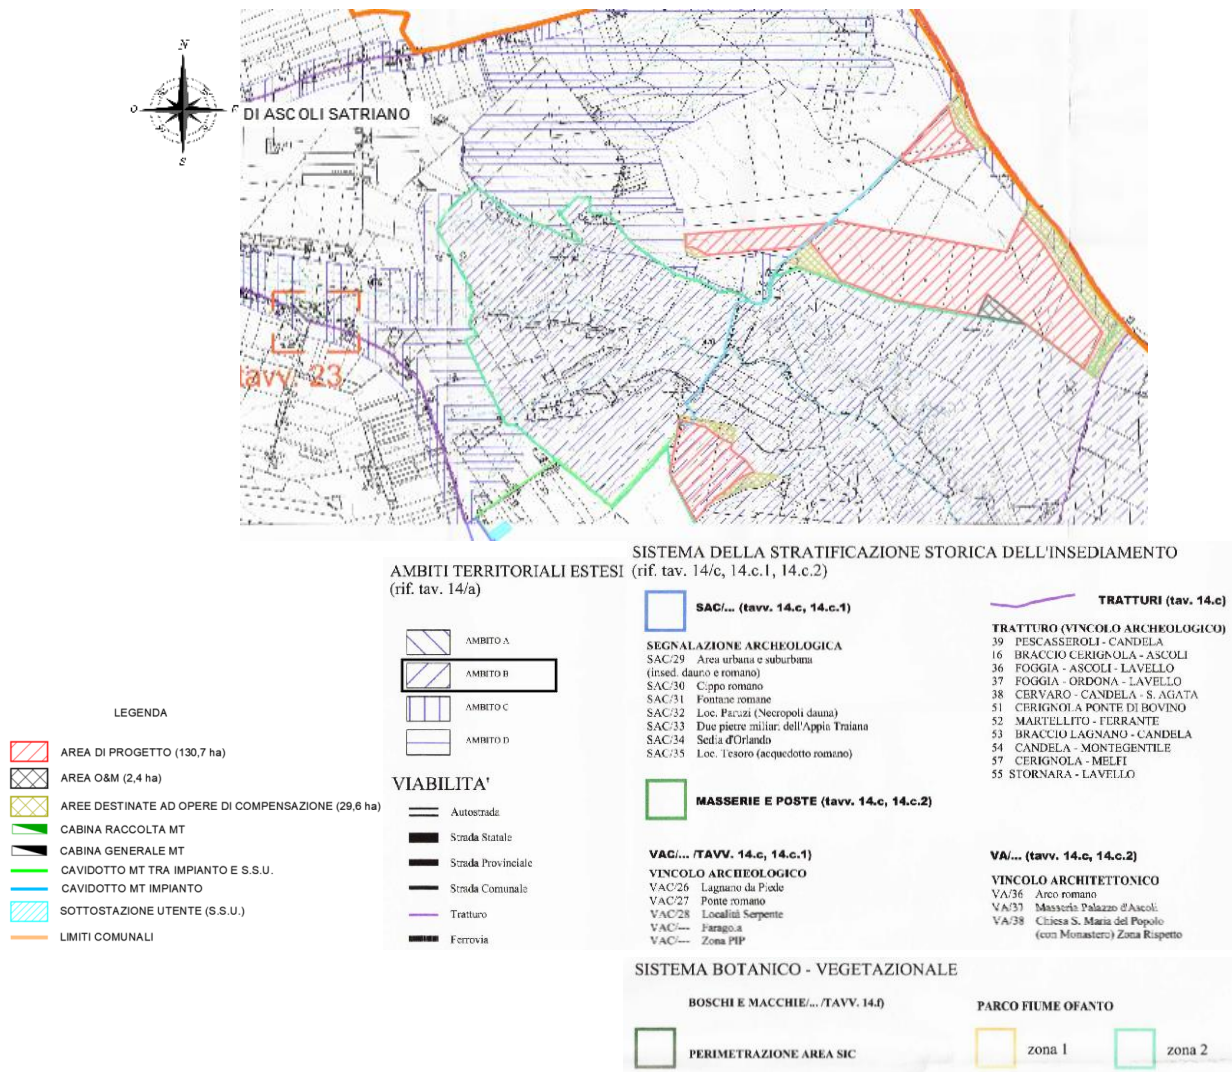 N
O
E
S
DI ASCOLI SATRIANO
tavv. 23
LEGENDA
AREA DI PROGETTO (130,7 ha)
AREA O&M (2,4 ha)
AREE DESTINATE AD OPERE DI COMPENSAZIONE (29,6 ha)
CABINA RACCOLTA MT
CABINA GENERALE MT
CAVIDOTTO MT TRA IMPIANTO E S.S.U.
CAVIDOTTO MT IMPIANTO
SOTTOSTAZIONE UTENTE (S.S.U.)
LIMITI COMUNALI
AMBITI TERRITORIALI ESTESI
(rif. tav. 14/a)
AMBITO A
AMBITO B
AMBITO C
AMBITO D
VIABILITA'
Autostrada
Strada Statale
Strada Provinciale
Strada Comunale
Tratturo
Ferrovia
SISTEMA DELLA STRATIFICAZIONE STORICA DELL'INSEDIAMENTO
(rif. tav. 14/c, 14.c.1, 14.c.2)
SAC/... (tavv. 14.c, 14.c.1)
SEGNALAZIONE ARCHEOLOGICA
SAC/29 Area urbana e suburbana
(insed. dauno e romano)
SAC/30 Cippo romano
SAC/31 Fontane romane
SAC/32 Loc. Paruzi (Necropoli dauna)
SAC/33 Due pietre miliari dell'Appia Traiana
SAC/34 Sedia d'Orlando
SAC/35 Loc. Tesoro (acquedotto romano)
MASSERIE E POSTE (tavv. 14.c, 14.c.2)
VAC/... /TAVV. 14.c, 14.c.1)
VINCOLO ARCHEOLOGICO
VAC/26 Lagnano da Piede
VAC/27 Ponte romano
VAC/28 Località Serpente
VAC/--- Faragola
VAC/--- Zona PIP
TRATTURI (tav. 14.c)
TRATTURO (VINCOLO ARCHEOLOGICO)
39 PESCASSEROLI - CANDELA
16 BRACCIO CERIGNOLA - ASCOLI
36 FOGGIA - ASCOLI - LAVELLO
37 FOGGIA - ORDONA - LAVELLO
38 CERVARO - CANDELA - S. AGATA
51 CERIGNOLA PONTE DI BOVINO
52 MARTELLITO - FERRANTE
53 BRACCIO LAGNANO - CANDELA
54 CANDELA - MONTEGENTILE
57 CERIGNOLA - MELFI
55 STORNARA - LAVELLO
VA/... (tavv. 14.c, 14.c.2)
VINCOLO ARCHITETTONICO
VA/36 Arco romano
VA/37 Masseria Palazzo d'Ascoli
VA/38 Chiesa S. Maria del Popolo
(con Monastero) Zona Rispetto
SISTEMA BOTANICO - VEGETAZIONALE
BOSCHI E MACCHIE/... /TAVV. 14.f)
PERIMETRAZIONE AREA SIC
PARCO FIUME OFANTO
zona 1
zona 2